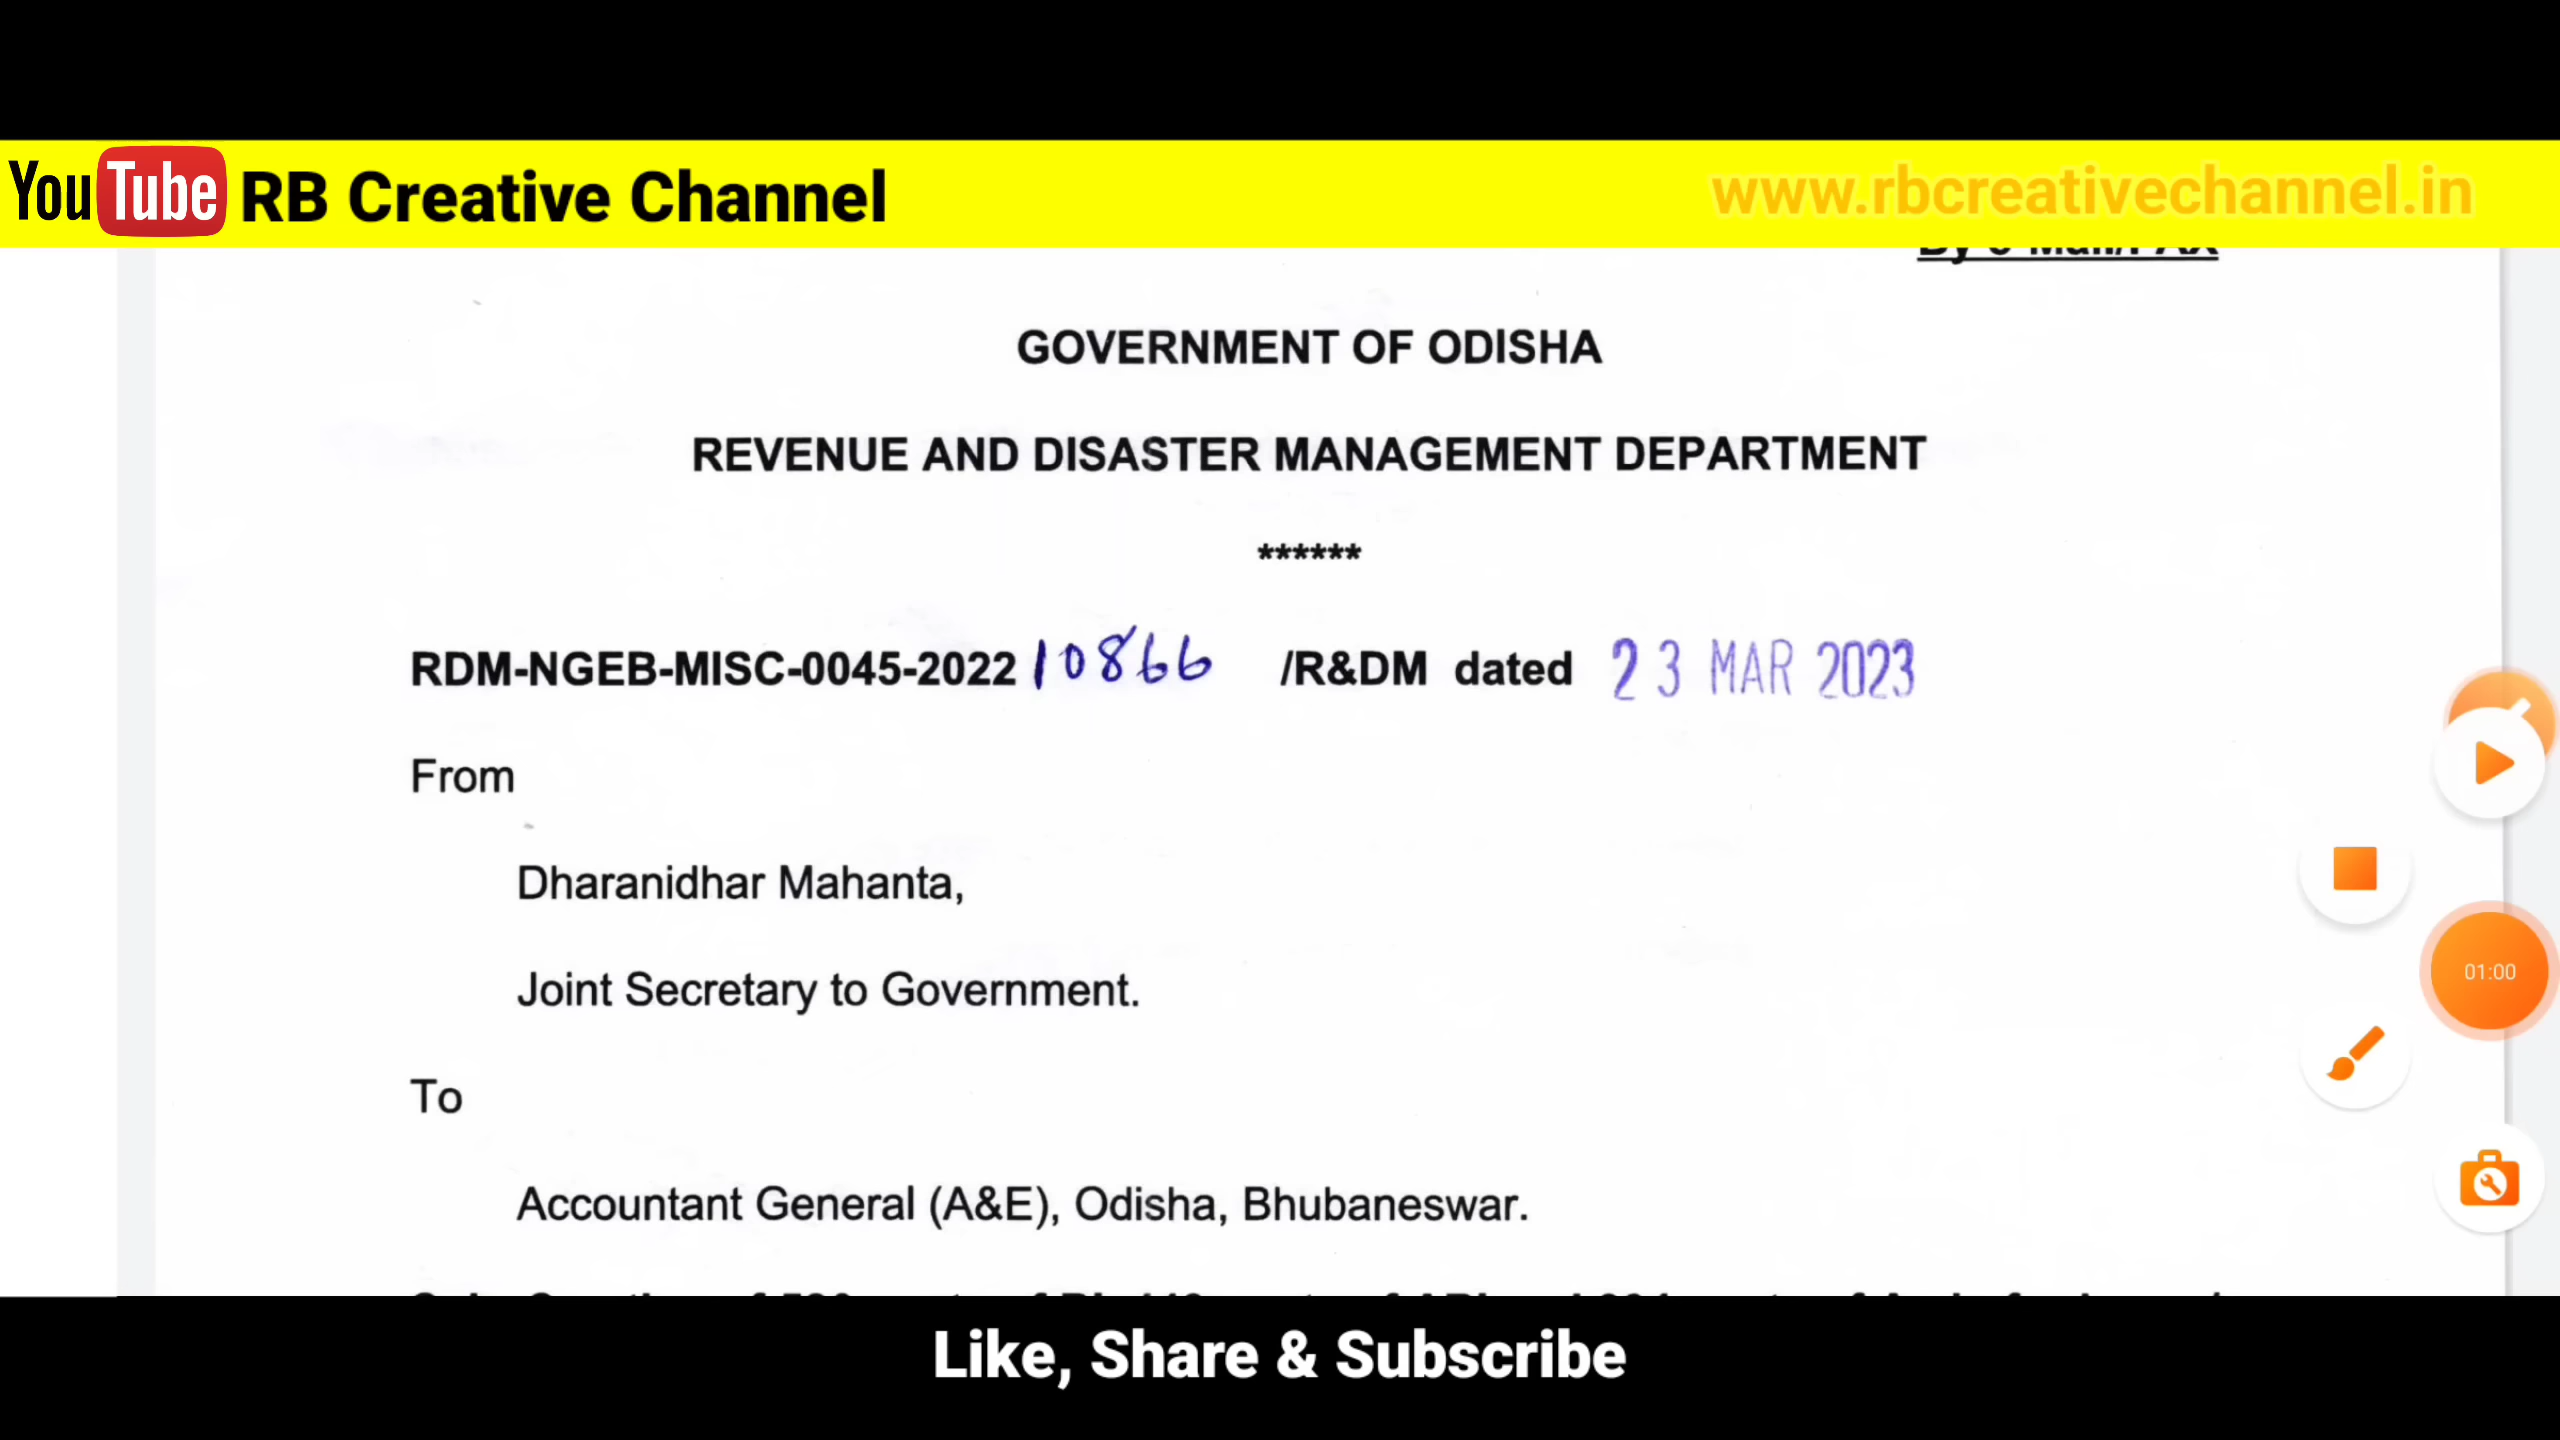 YouTube RB Creative Channel
www.rbcreativechannel.in
GOVERNMENT OF ODISHA
REVENUE AND DISASTER MANAGEMENT DEPARTMENT
******
RDM-NGEB-MISC-0045-2022 10866 /R&DM dated 23 MAR 2023
From
Dharanidhar Mahanta,
Joint Secretary to Government.
To
01:00
Accountant General (A&E), Odisha, Bhubaneswar.
Like, Share & Subscribe